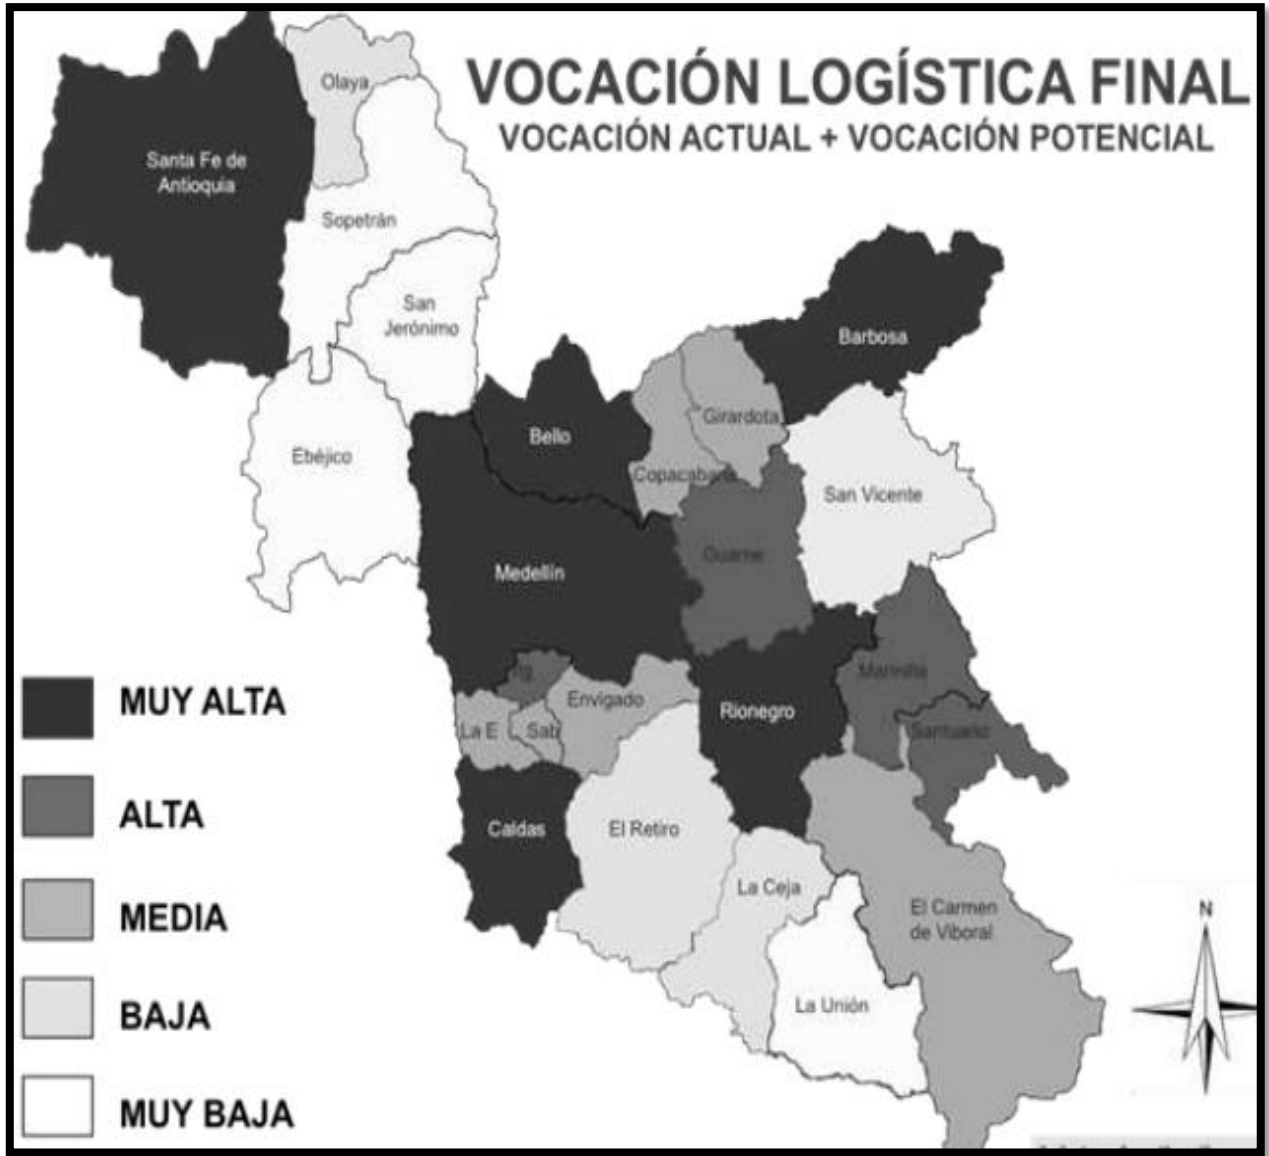 VOCACIÓN LOGÍSTICA FINAL
VOCACIÓN ACTUAL + VOCACIÓN POTENCIAL
Olaya
Santa Fe de
Antioquia
Sopetrán
San
Jerónimo
Barbosa
Girardota
Bello
Ebéjico
Copacabana
San Vicente
Guarne
Medellín
Marinilla
Envigado
Rionegro
La E
Sab
Santuario
Caldas
El Retiro
La Ceja
El Carmen
de Viboral
La Unión
N
MUY ALTA
ALTA
MEDIA
BAJA
MUY BAJA